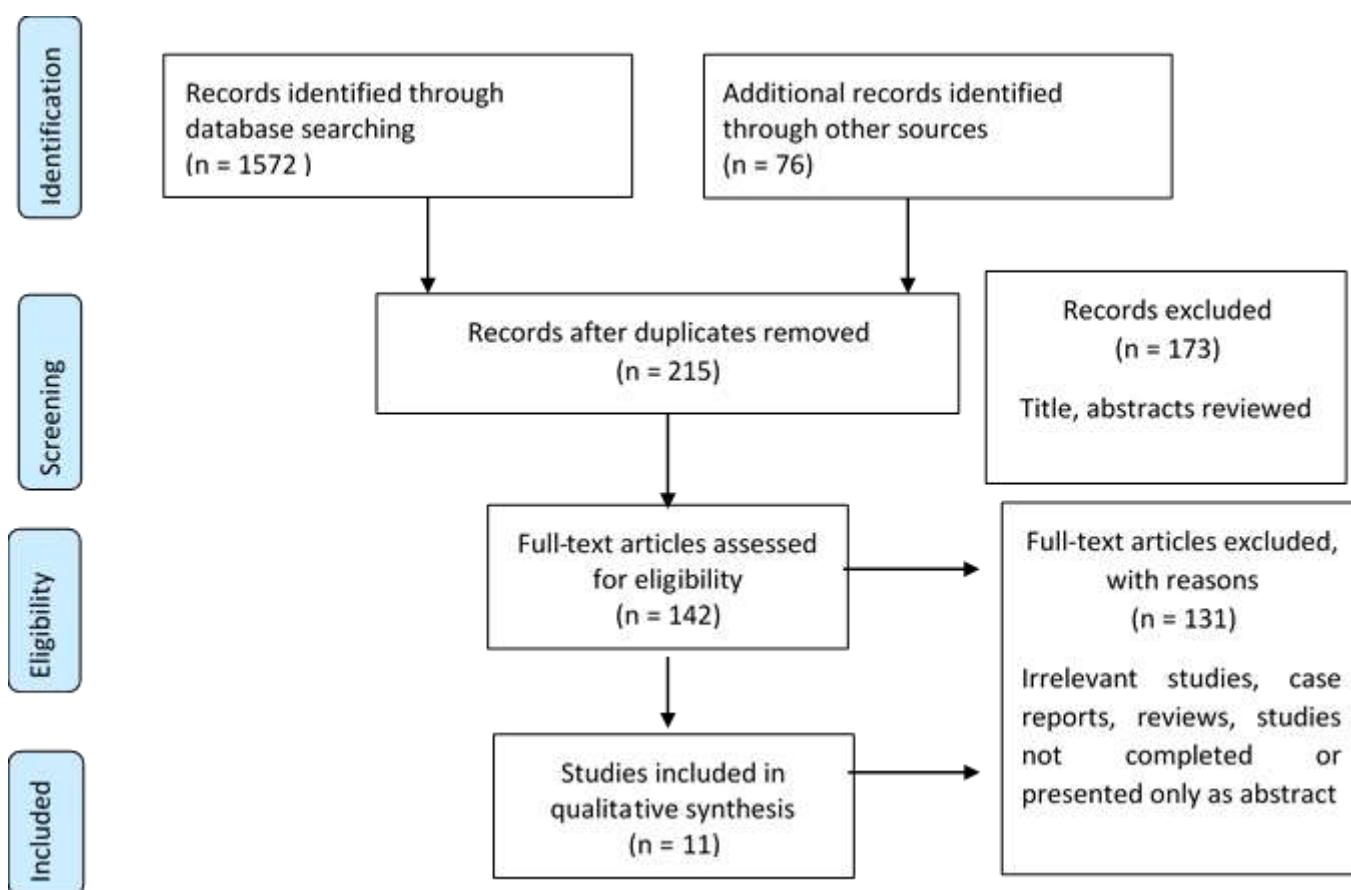 Identification
Records identified through
database searching
(n = 1572 )
Additional records identified
through other sources
(n = 76)
Screening
Records after duplicates removed
(n = 215)
Records excluded
(n = 173)
Title, abstracts reviewed
Eligibility
Full-text articles assessed
for eligibility
(n = 142)
Full-text articles excluded,
with reasons
(n = 131)
Irrelevant studies, case
reports, reviews, studies
not completed or
presented only as abstract
Included
Studies included in
qualitative synthesis
(n = 11)